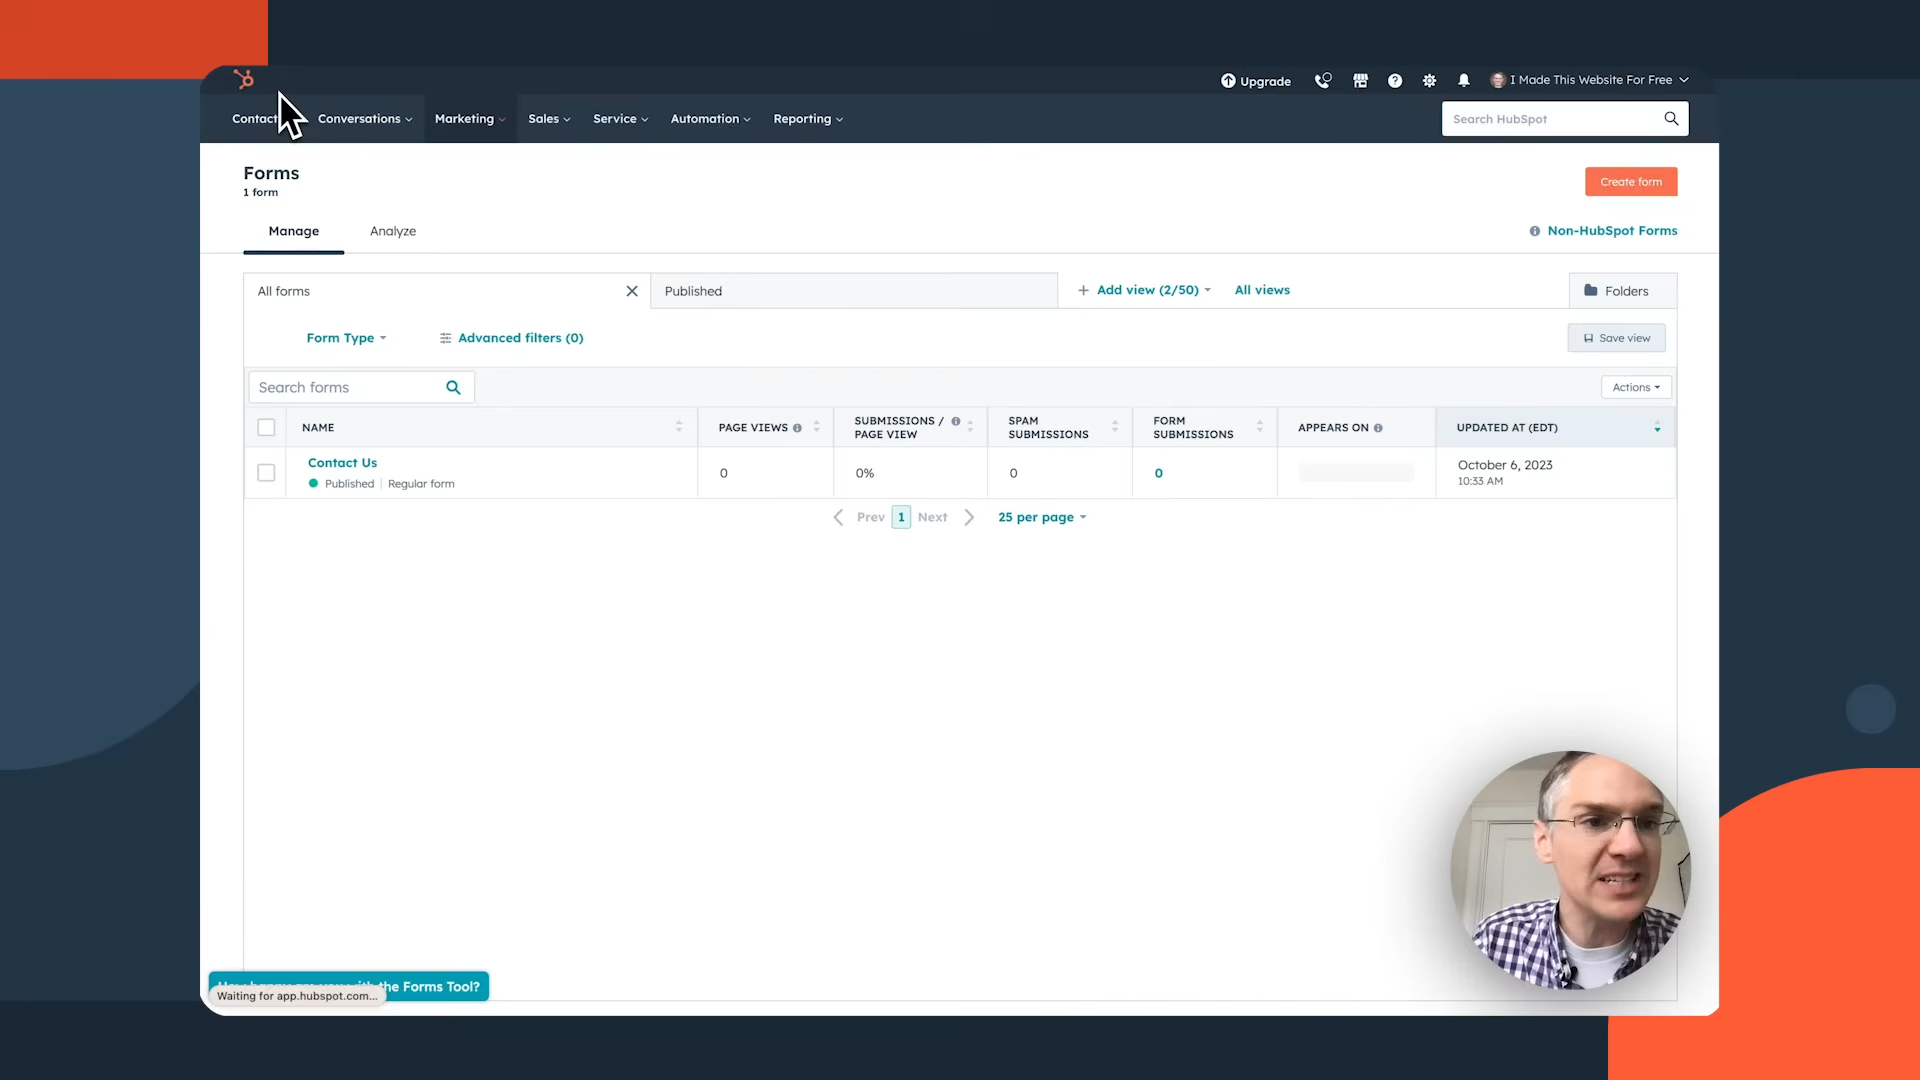 Upgrade
I Made This Website For Free
Contact
Conversations
Marketing
Sales
Service
Automation
Reporting
Search HubSpot
Forms
1 form
Create form
Manage
Analyze
Non-HubSpot Forms
All forms
Published
Add view (2/50)
All views
Folders
Form Type
Advanced filters (0)
Save view
Search forms
Actions
NAME
PAGE VIEWS
SUBMISSIONS /
PAGE VIEW
SPAM
SUBMISSIONS
FORM
SUBMISSIONS
APPEARS ON
UPDATED AT (EDT)
Contact Us
Published
Regular form
0
0%
0
0
October 6, 2023
10:33 AM
Prev
1
Next
25 per page
the Forms Tool?
Waiting for app.hubspot.com...